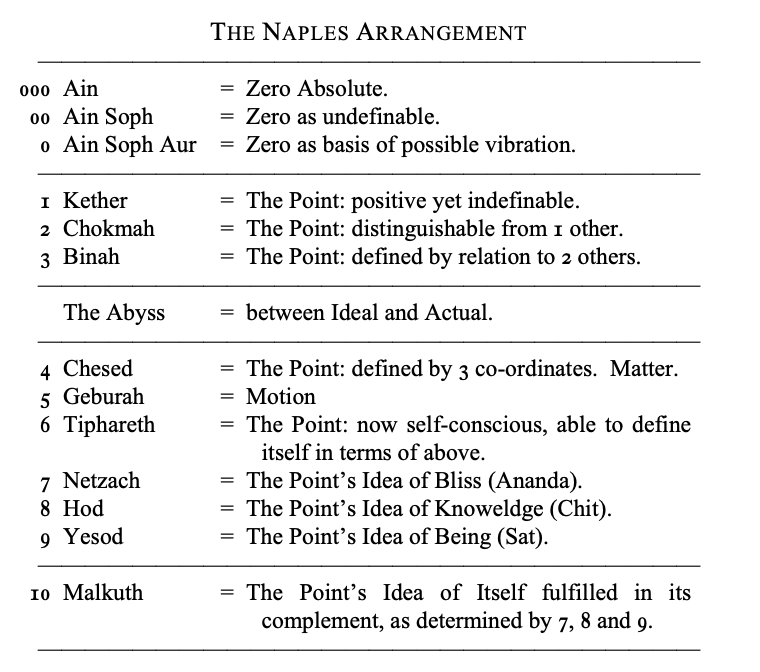 THE NAPLES ARRANGEMENT
000 Ain = Zero Absolute.
00 Ain Soph = Zero as undefinable.
0 Ain Soph Aur = Zero as basis of possible vibration.
1 Kether = The Point: positive yet indefinable.
2 Chokmah = The Point: distinguishable from 1 other.
3 Binah = The Point: defined by relation to 2 others.
The Abyss = between Ideal and Actual.
4 Chesed = The Point: defined by 3 co-ordinates. Matter.
5 Geburah = Motion
6 Tiphareth = The Point: now self-conscious, able to define
itself in terms of above.
7 Netzach = The Point’s Idea of Bliss (Ananda).
8 Hod = The Point’s Idea of Knoweldge (Chit).
9 Yesod = The Point’s Idea of Being (Sat).
10 Malkuth = The Point’s Idea of Itself fulfilled in its
complement, as determined by 7, 8 and 9.